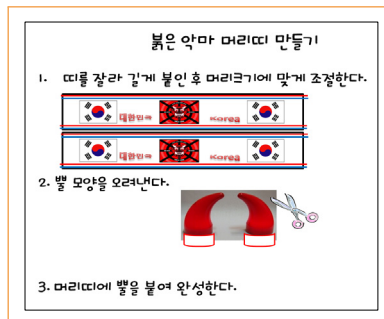 붉은 악마 머리띠 만들기
1. 띠를 잘라 길게 붙인 후 머리크기에 맞게 조절한다.
대한민국 Korea
대한민국 Korea
2. 뿔 모양을 오려낸다.
3. 머리띠에 뿔을 붙여 완성한다.